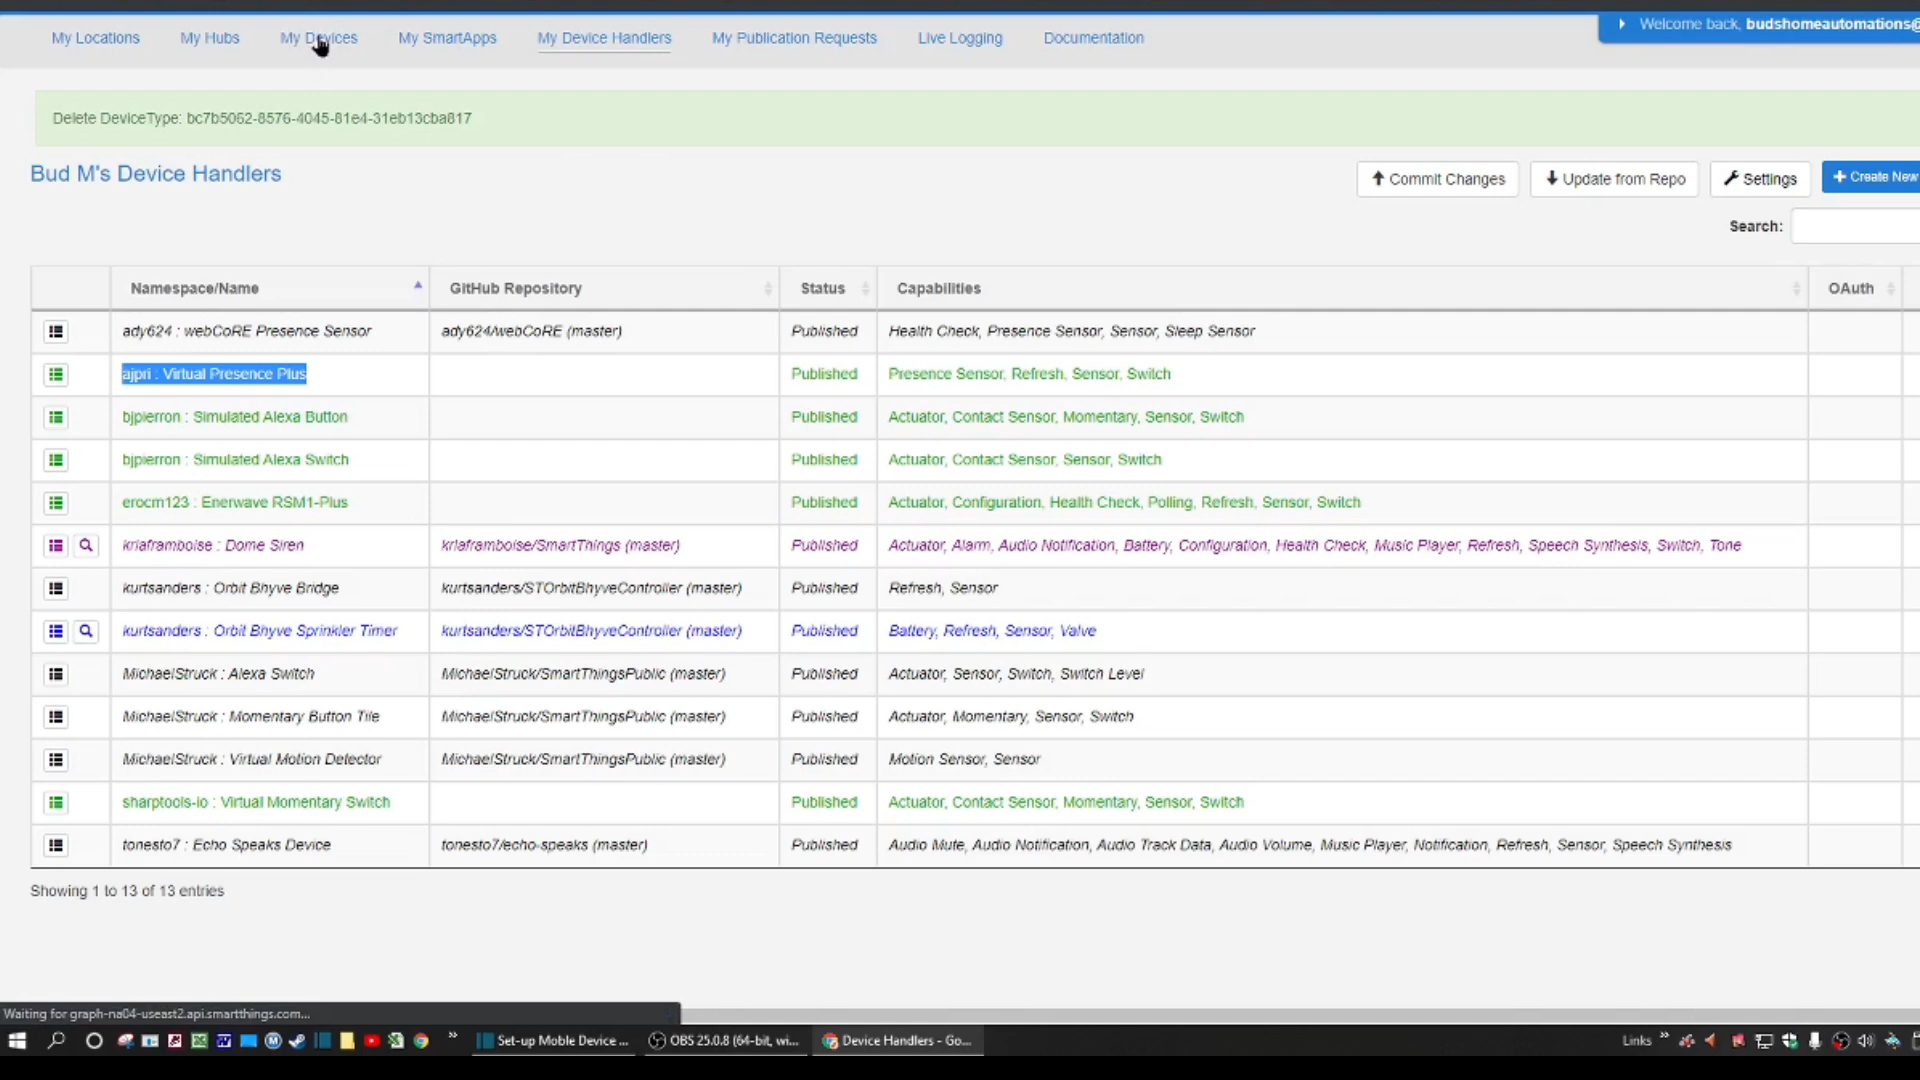 My Locations My Hubs My Devices My SmartApps My Device Handlers My Publication Requests Live Logging Documentation
Welcome back, budshomeautomations@
Delete DeviceType: bc7b5062-8576-4045-81e4-31eb13cba817
Bud M's Device Handlers
Commit Changes Update from Repo Settings Create New
Search:
Namespace/Name GitHub Repository Status Capabilities OAuth
ady624 : webCoRE Presence Sensor ady624/webCoRE (master) Published Health Check, Presence Sensor, Sensor, Sleep Sensor
ajpri : Virtual Presence Plus Published Presence Sensor, Refresh, Sensor, Switch
bjpierron : Simulated Alexa Button Published Actuator, Contact Sensor, Momentary, Sensor, Switch
bjpierron : Simulated Alexa Switch Published Actuator, Contact Sensor, Sensor, Switch
erocm123 : Enerwave RSM1-Plus Published Actuator, Configuration, Health Check, Polling, Refresh, Sensor, Switch
krlaframboise : Dome Siren krlaframboise/SmartThings (master) Published Actuator, Alarm, Audio Notification, Battery, Configuration, Health Check, Music Player, Refresh, Speech Synthesis, Switch, Tone
kurtsanders : Orbit Bhyve Bridge kurtsanders/STOrbitBhyveController (master) Published Refresh, Sensor
kurtsanders : Orbit Bhyve Sprinkler Timer kurtsanders/STOrbitBhyveController (master) Published Battery, Refresh, Sensor, Valve
MichaelStruck : Alexa Switch MichaelStruck/SmartThingsPublic (master) Published Actuator, Sensor, Switch, Switch Level
MichaelStruck : Momentary Button Tile MichaelStruck/SmartThingsPublic (master) Published Actuator, Momentary, Sensor, Switch
MichaelStruck : Virtual Motion Detector MichaelStruck/SmartThingsPublic (master) Published Motion Sensor, Sensor
sharptools-io : Virtual Momentary Switch Published Actuator, Contact Sensor, Momentary, Sensor, Switch
tonesto7 : Echo Speaks Device tonesto7/echo-speaks (master) Published Audio Mute, Audio Notification, Audio Track Data, Audio Volume, Music Player, Notification, Refresh, Sensor, Speech Synthesis
Showing 1 to 13 of 13 entries
Waiting for graph-na04-useast2.api.smartthings.com...
Set-up Moble Device ... OBS 25.0.8 (64-bit, wi... Device Handlers - Go... Links